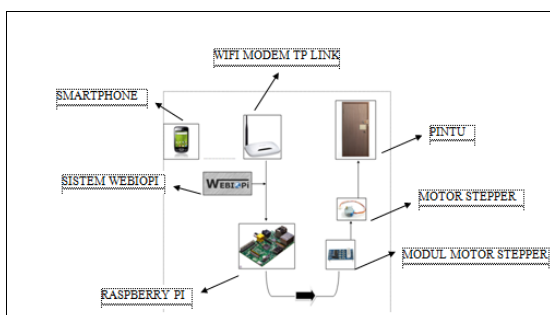 WIFI MODEM TP LINK
SMARTPHONE
PINTU
SISTEM WEBIOPI
WEBIOPi
MOTOR STEPPER
MODUL MOTOR STEPPER
RASPBERRY PI